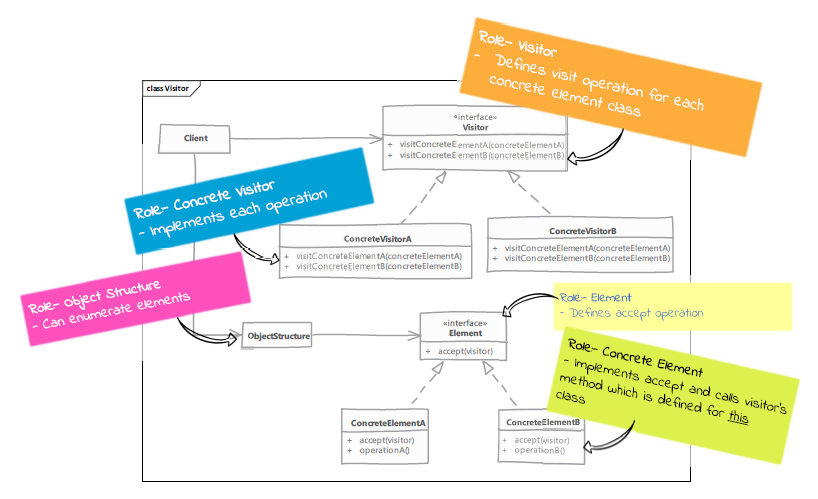 Role- Visitor
- Defines visit operation for each
concrete element class
class Visitor
«interface»
Visitor
+ visitConcreteElementA(concreteElementA)
+ visitConcreteElementB(concreteElementB)
Client
Role- Concrete Visitor
- Implements each operation
ConcreteVisitorA
+ visitConcreteElementA(concreteElementA)
+ visitConcreteElementB(concreteElementB)
ConcreteVisitorB
+ visitConcreteElementA(concreteElementA)
+ visitConcreteElementB(concreteElementB)
Role- Object Structure
- Can enumerate elements
Role- Element
- Defines accept operation
ObjectStructure
«interface»
Element
+ accept(visitor)
Role- Concrete Element
- Implements accept and calls visitor's
method which is defined for this
class
ConcreteElementA
+ accept(visitor)
+ operationA()
ConcreteElementB
+ accept(visitor)
+ operationB()